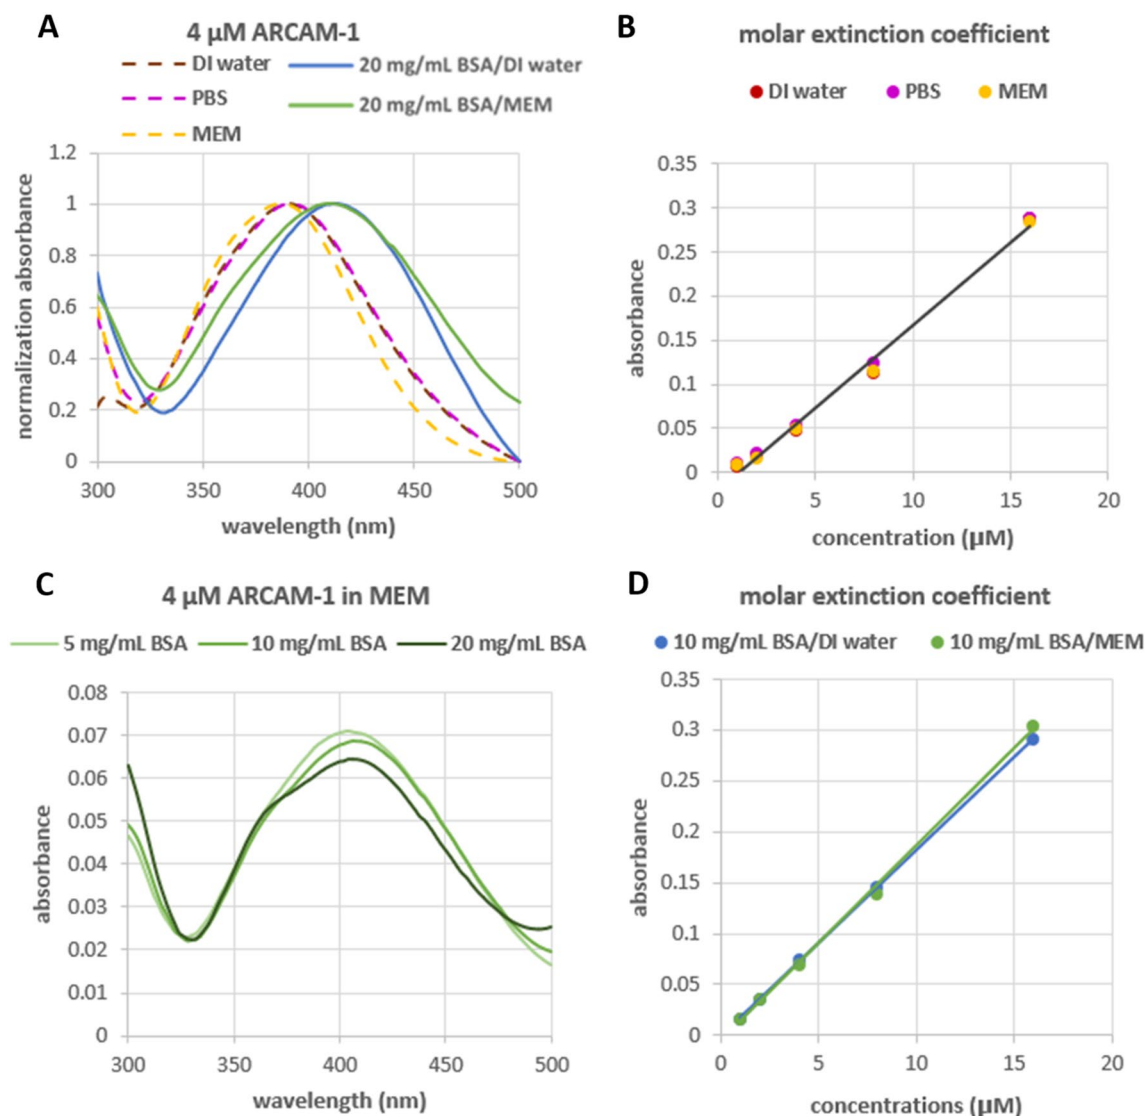 A
4 µM ARCAM-1
DI water
20 mg/mL BSA/DI water
PBS
20 mg/mL BSA/MEM
MEM
1.2
1
0.8
0.6
0.4
0.2
0
normalization absorbance
300 350 400 450 500
wavelength (nm)
B
molar extinction coefficient
DI water PBS MEM
0.35
0.3
0.25
0.2
0.15
0.1
0.05
0
absorbance
0 5 10 15 20
concentration (µM)
C
4 µM ARCAM-1 in MEM
5 mg/mL BSA 10 mg/mL BSA 20 mg/mL BSA
0.08
0.07
0.06
0.05
0.04
0.03
0.02
0.01
0
absorbance
300 350 400 450 500
wavelength (nm)
D
molar extinction coefficient
10 mg/mL BSA/DI water 10 mg/mL BSA/MEM
0.35
0.3
0.25
0.2
0.15
0.1
0.05
0
absorbance
0 5 10 15 20
concentrations (µM)